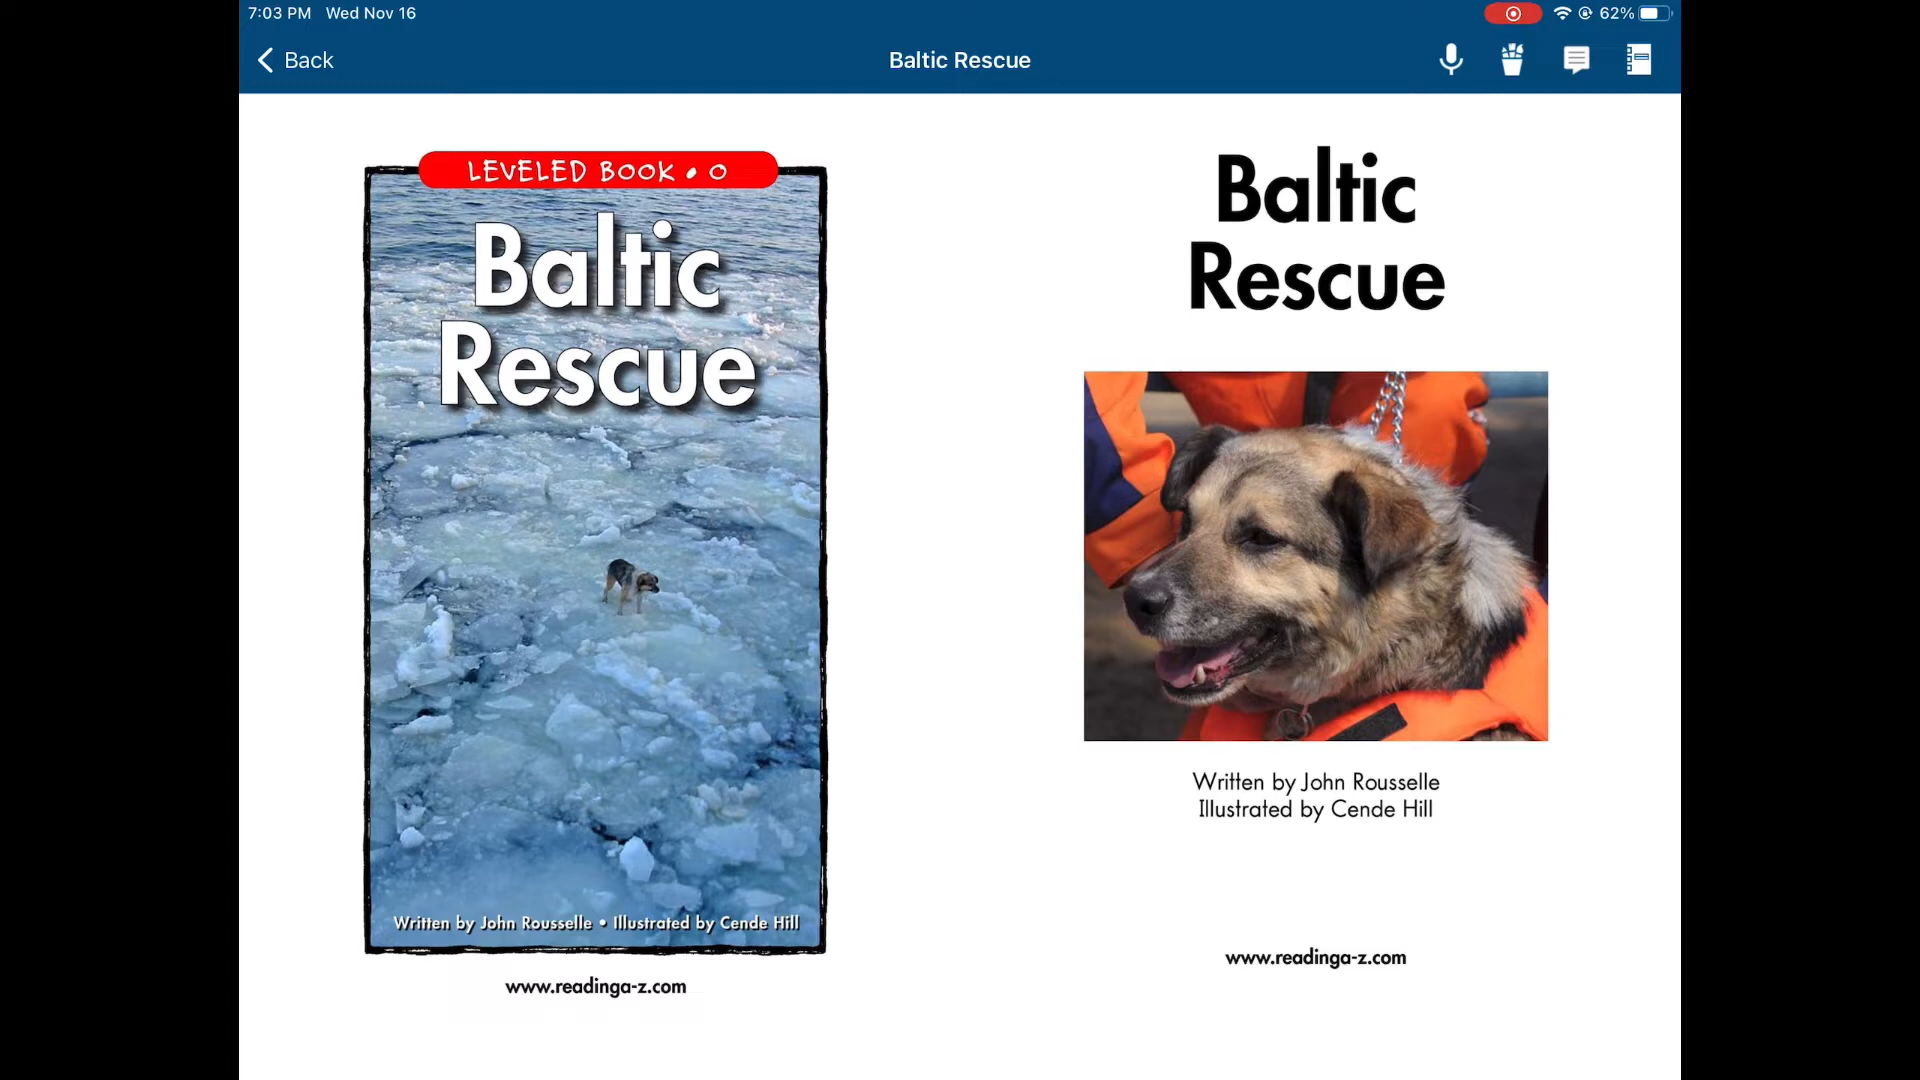 7:03 PM Wed Nov 16
62%
Back
Baltic Rescue
LEVELED BOOK • O
Baltic
Rescue
Written by John Rousselle • Illustrated by Cende Hill
www.readinga-z.com
Baltic
Rescue
Written by John Rousselle
Illustrated by Cende Hill
www.readinga-z.com